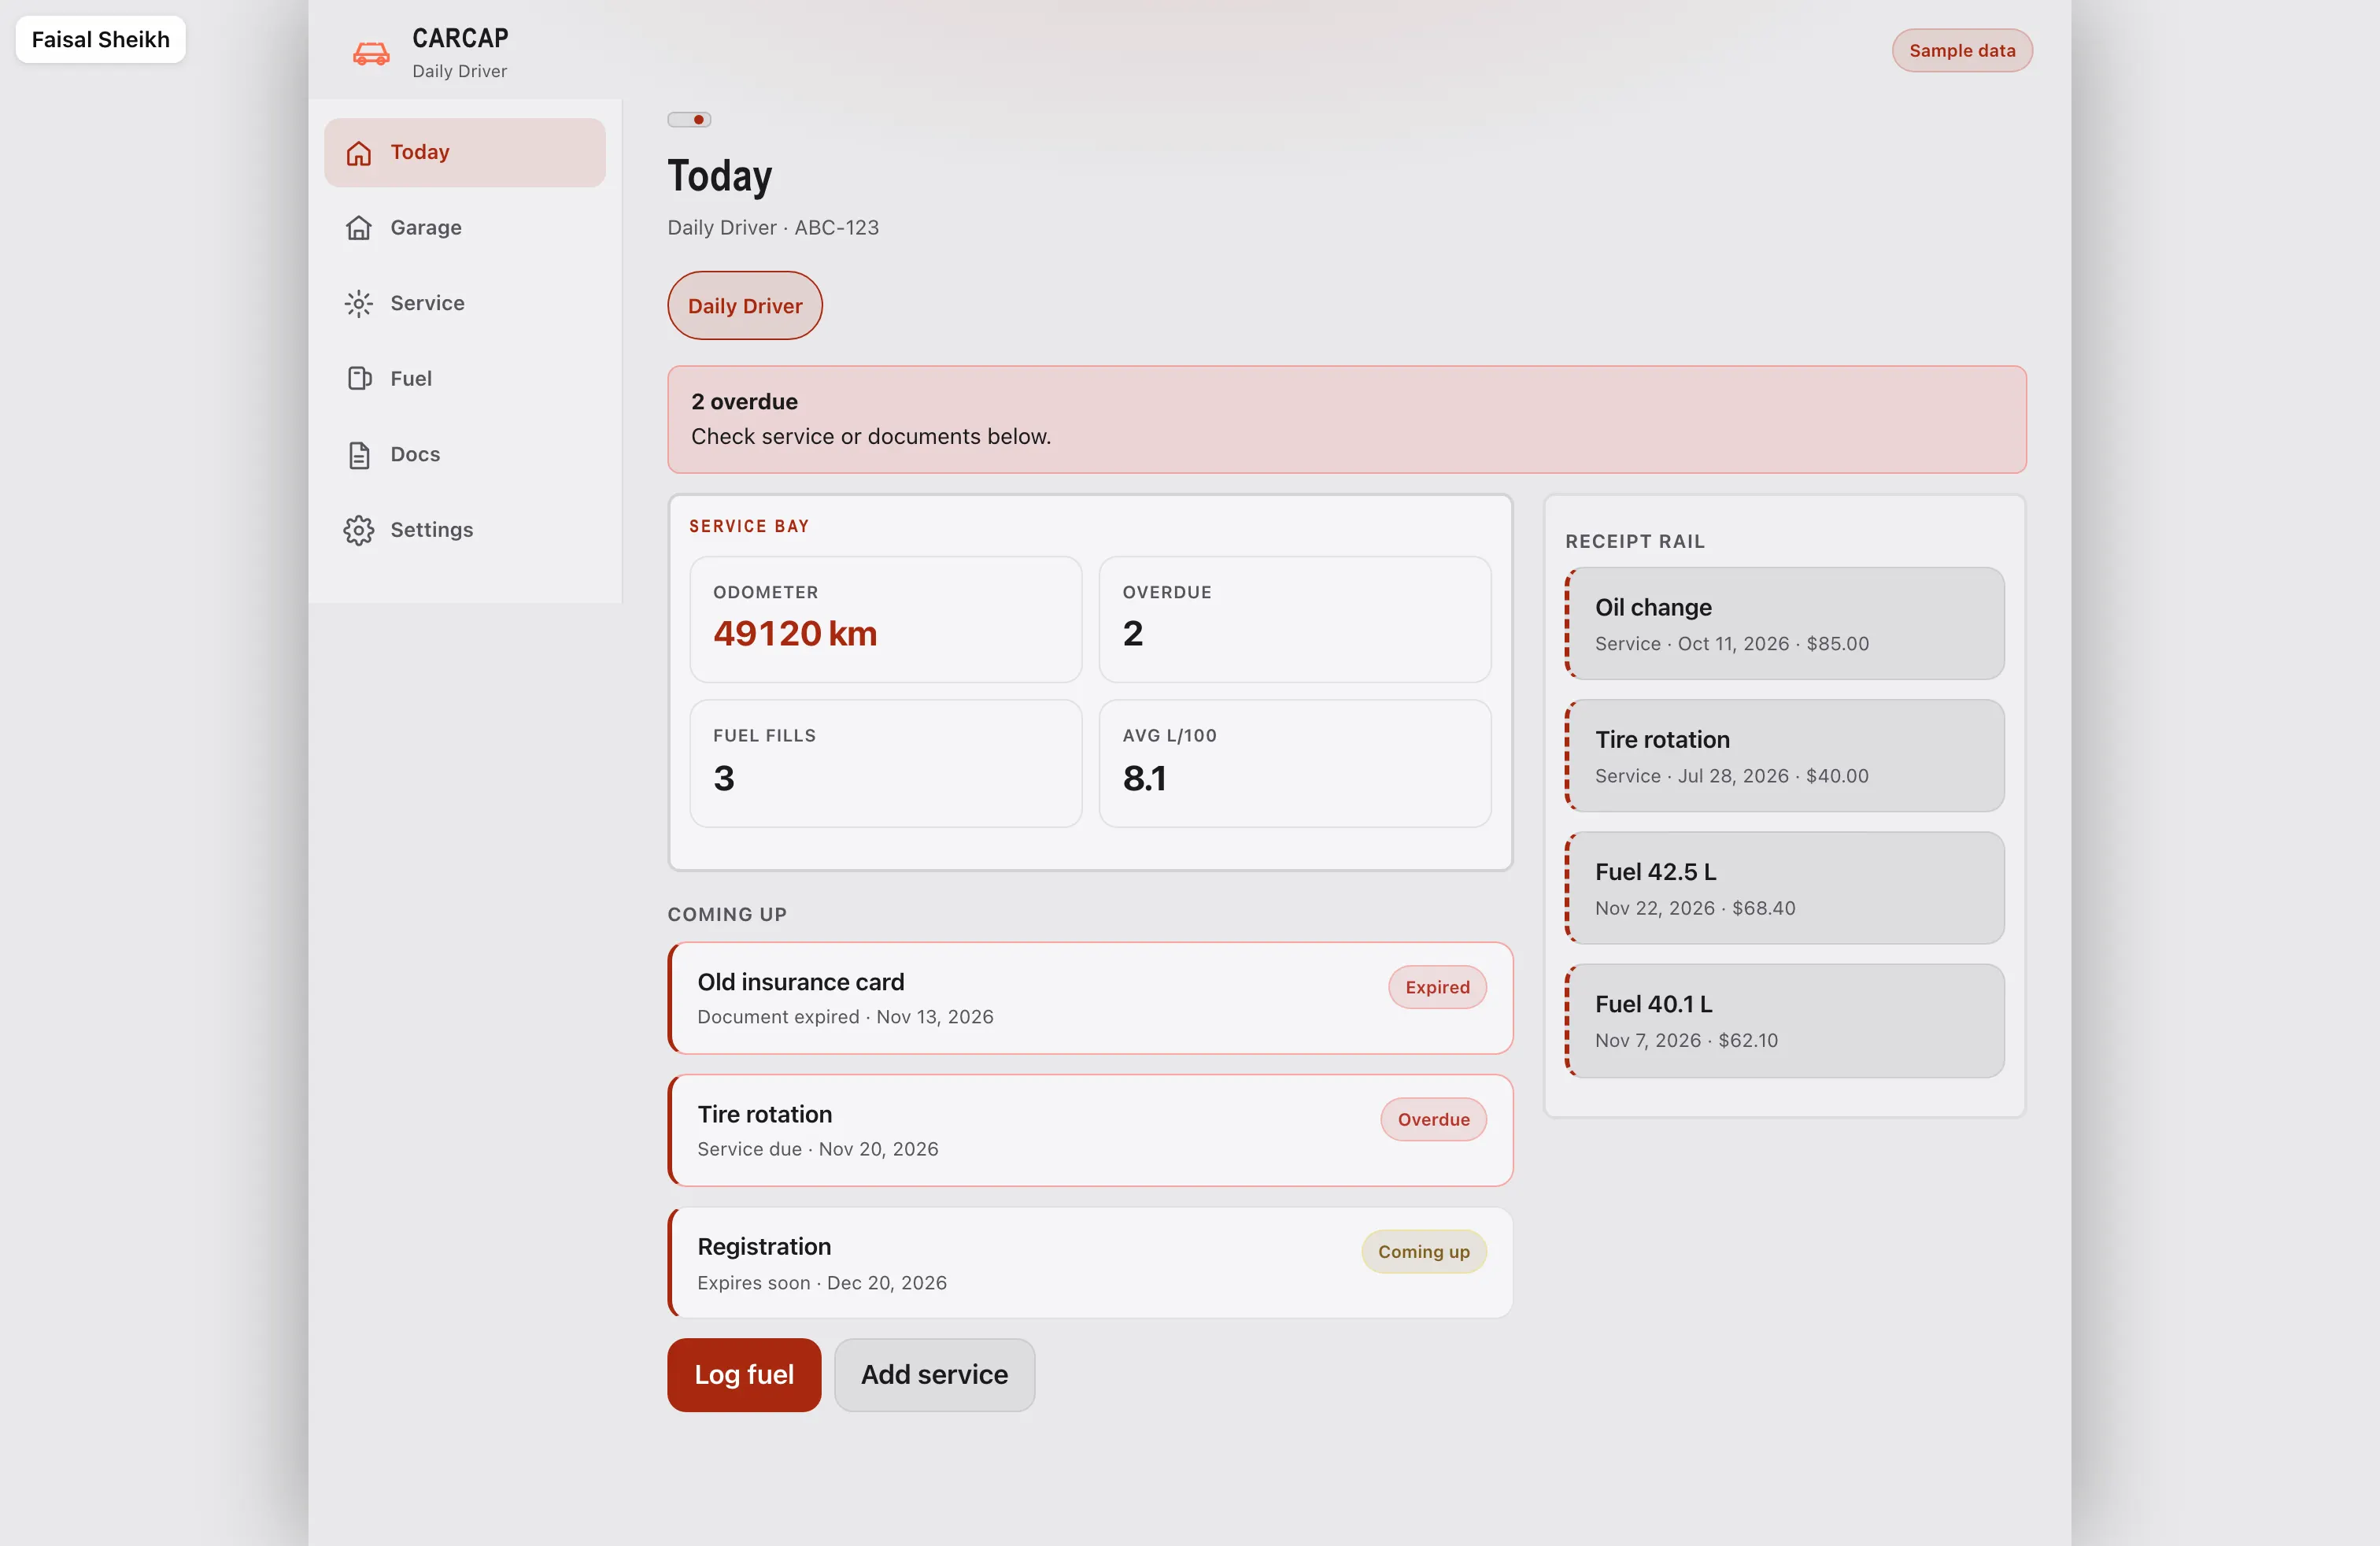 Faisal Sheikh
CARCAP
Daily Driver
Sample data
Today
Garage
Service
Fuel
Docs
Settings
Today
Daily Driver · ABC-123
Daily Driver
2 overdue
Check service or documents below.
SERVICE BAY
ODOMETER
49120 km
OVERDUE
2
FUEL FILLS
3
AVG L/100
8.1
COMING UP
Old insurance card
Document expired · Nov 13, 2026
Expired
Tire rotation
Service due · Nov 20, 2026
Overdue
Registration
Expires soon · Dec 20, 2026
Coming up
Log fuel
Add service
RECEIPT RAIL
Oil change
Service · Oct 11, 2026 · $85.00
Tire rotation
Service · Jul 28, 2026 · $40.00
Fuel 42.5 L
Nov 22, 2026 · $68.40
Fuel 40.1 L
Nov 7, 2026 · $62.10